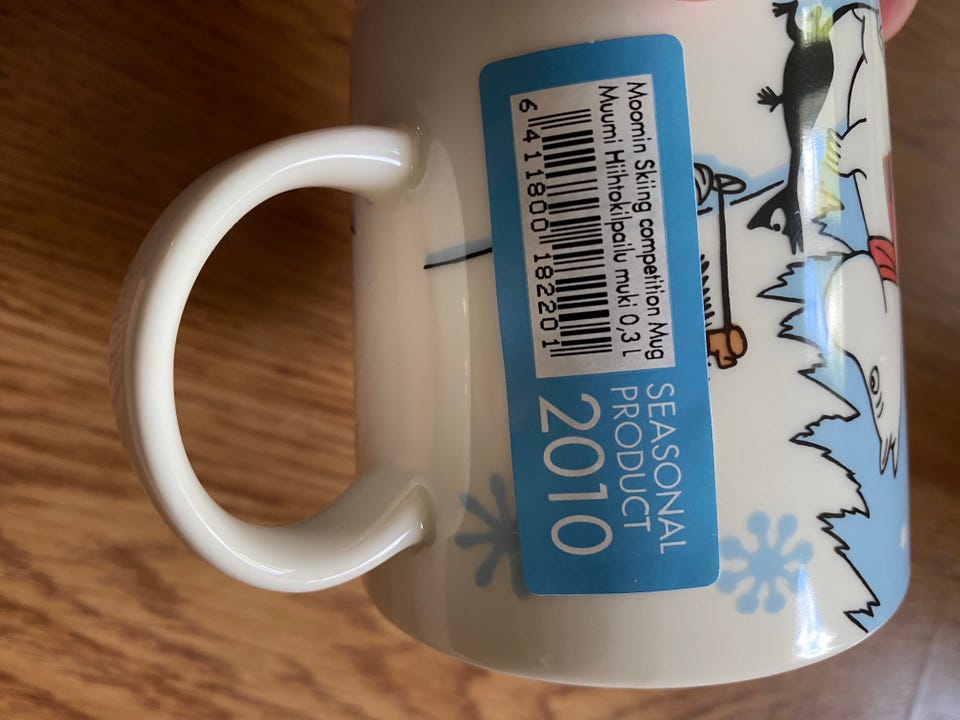 Moomin Skiing competition Mug
Muumi Hiihtokilpailu muki 0,3 L
6 411800 182201
SEASONAL
PRODUCT
2010